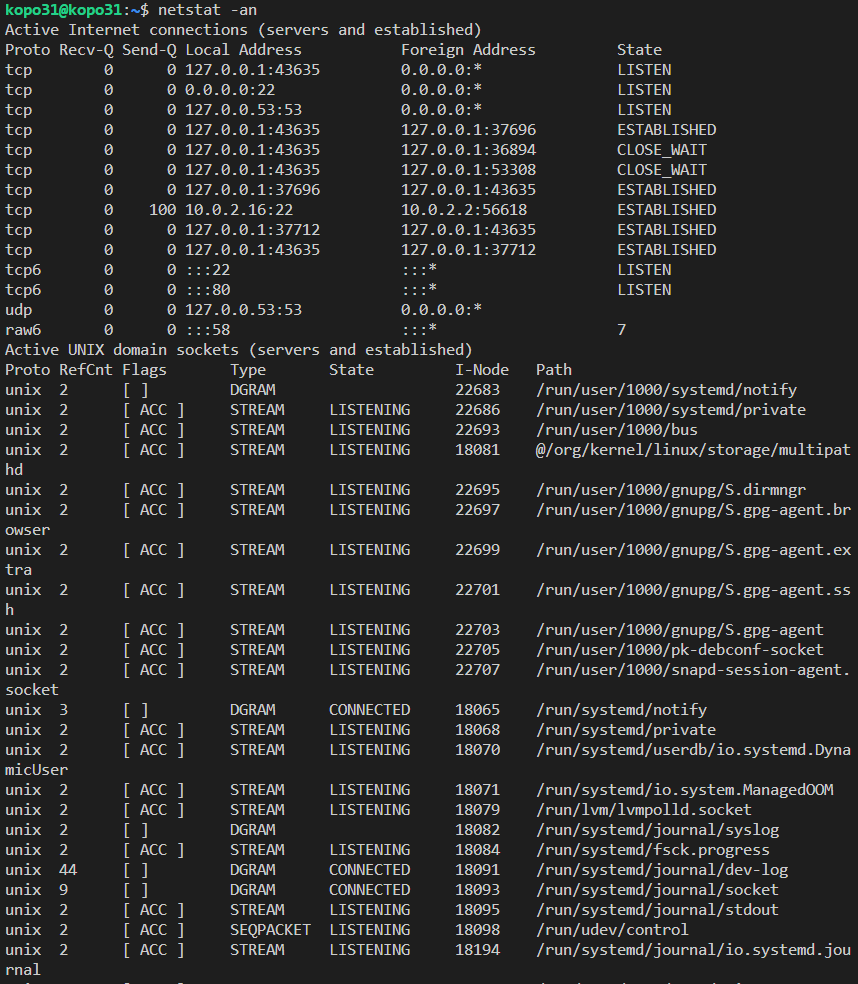 kopo31@kopo31:~$ netstat -an
Active Internet connections (servers and established)
Proto Recv-Q Send-Q Local Address           Foreign Address         State
tcp        0      0 127.0.0.1:43635         0.0.0.0:*               LISTEN
tcp        0      0 0.0.0.0:22              0.0.0.0:*               LISTEN
tcp        0      0 127.0.0.53:53           0.0.0.0:*               LISTEN
tcp        0      0 127.0.0.1:43635         127.0.0.1:37696         ESTABLISHED
tcp        0      0 127.0.0.1:43635         127.0.0.1:36894         CLOSE_WAIT
tcp        0      0 127.0.0.1:43635         127.0.0.1:53308         CLOSE_WAIT
tcp        0      0 127.0.0.1:37696         127.0.0.1:43635         ESTABLISHED
tcp        0    100 10.0.2.16:22            10.0.2.2:56618          ESTABLISHED
tcp        0      0 127.0.0.1:37712         127.0.0.1:43635         ESTABLISHED
tcp        0      0 127.0.0.1:43635         127.0.0.1:37712         ESTABLISHED
tcp6       0      0 :::22                   :::*                    LISTEN
tcp6       0      0 :::80                   :::*                    LISTEN
udp        0      0 127.0.0.53:53           0.0.0.0:*
raw6       0      0 :::58                   :::*                    7
Active UNIX domain sockets (servers and established)
Proto RefCnt Flags       Type       State         I-Node   Path
unix  2      [ ]         DGRAM                    22683    /run/user/1000/systemd/notify
unix  2      [ ACC ]     STREAM     LISTENING     22686    /run/user/1000/systemd/private
unix  2      [ ACC ]     STREAM     LISTENING     22693    /run/user/1000/bus
unix  2      [ ACC ]     STREAM     LISTENING     18081    @/org/kernel/linux/storage/multipat
hd
unix  2      [ ACC ]     STREAM     LISTENING     22695    /run/user/1000/gnupg/S.dirmngr
unix  2      [ ACC ]     STREAM     LISTENING     22697    /run/user/1000/gnupg/S.gpg-agent.br
owser
unix  2      [ ACC ]     STREAM     LISTENING     22699    /run/user/1000/gnupg/S.gpg-agent.ex
tra
unix  2      [ ACC ]     STREAM     LISTENING     22701    /run/user/1000/gnupg/S.gpg-agent.ss
h
unix  2      [ ACC ]     STREAM     LISTENING     22703    /run/user/1000/gnupg/S.gpg-agent
unix  2      [ ACC ]     STREAM     LISTENING     22705    /run/user/1000/pk-debconf-socket
unix  2      [ ACC ]     STREAM     LISTENING     22707    /run/user/1000/snapd-session-agent.
socket
unix  3      [ ]         DGRAM      CONNECTED     18065    /run/systemd/notify
unix  2      [ ACC ]     STREAM     LISTENING     18068    /run/systemd/private
unix  2      [ ACC ]     STREAM     LISTENING     18070    /run/systemd/userdb/io.systemd.Dyna
micUser
unix  2      [ ACC ]     STREAM     LISTENING     18071    /run/systemd/io.system.ManagedOOM
unix  2      [ ACC ]     STREAM     LISTENING     18079    /run/lvm/lvmpolld.socket
unix  2      [ ]         DGRAM                    18082    /run/systemd/journal/syslog
unix  2      [ ACC ]     STREAM     LISTENING     18084    /run/systemd/fsck.progress
unix  44     [ ]         DGRAM      CONNECTED     18091    /run/systemd/journal/dev-log
unix  9      [ ]         DGRAM      CONNECTED     18093    /run/systemd/journal/socket
unix  2      [ ACC ]     STREAM     LISTENING     18095    /run/systemd/journal/stdout
unix  2      [ ACC ]     SEQPACKET  LISTENING     18098    /run/udev/control
unix  2      [ ACC ]     STREAM     LISTENING     18194    /run/systemd/journal/io.systemd.jou
rnal